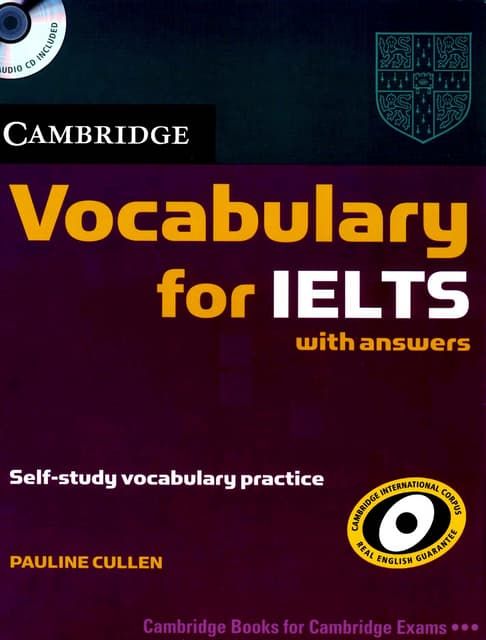 AUDIO CD INCLUDED
CAMBRIDGE
Vocabulary
for IELTS
with answers
Self-study vocabulary practice
CAMBRIDGE INTERNATIONAL CORPUS
REAL ENGLISH GUARANTEE
PAULINE CULLEN
Cambridge Books for Cambridge Exams •••